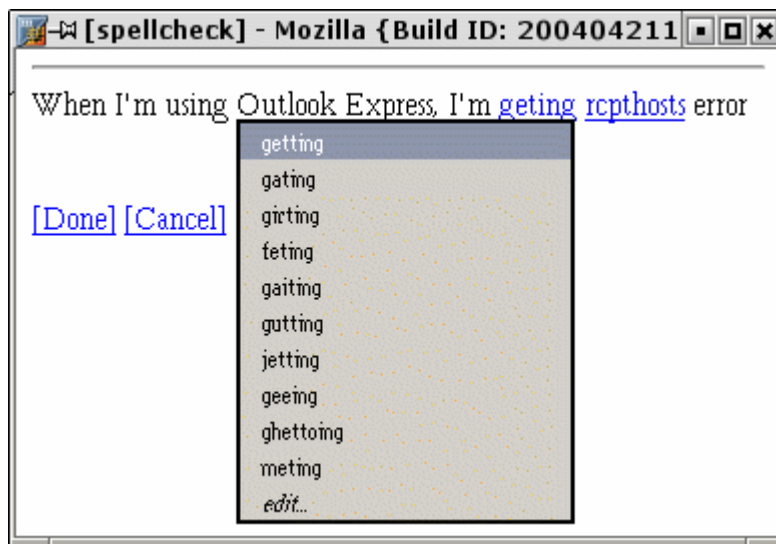 [spellcheck] - Mozilla {Build ID: 200404211
When I'm using Outlook Express, I'm geting rcpthosts error
getting
gating
girting
[Done] [Cancel]
feting
gaiting
gutting
jetting
geeing
ghettoing
meting
edit...